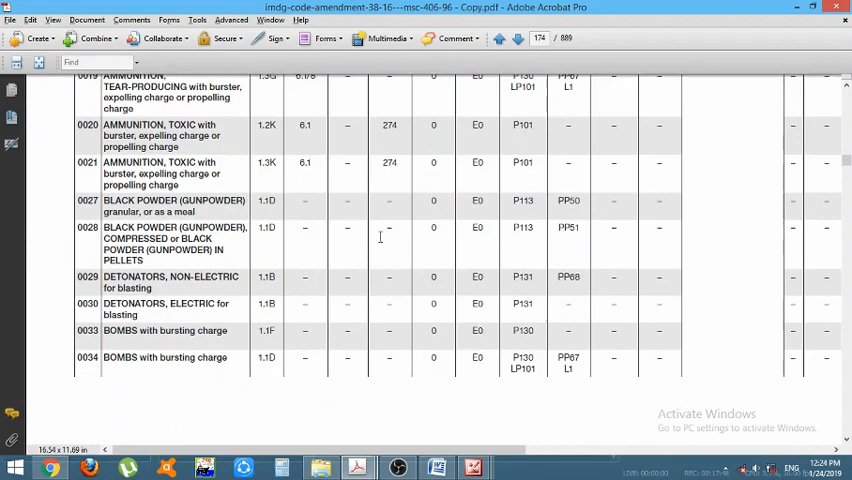 imdg-code-amendment-38-16---msc-406-96 - Copy.pdf - Adobe Acrobat Pro
File Edit View Document Comments Forms Tools Advanced Window Help
Create Combine Collaborate Secure Sign Forms Multimedia Comment 174 / 889
Find
0019 AMMUNITION, 1.3G 6.1/8 – – 0 E0 P130 PP67 – – – –
TEAR-PRODUCING with burster, LP101 L1
expelling charge or propelling
charge
0020 AMMUNITION, TOXIC with 1.2K 6.1 – 274 0 E0 P101 – – – – –
burster, expelling charge or
propelling charge
0021 AMMUNITION, TOXIC with 1.3K 6.1 – 274 0 E0 P101 – – – – –
burster, expelling charge or
propelling charge
0027 BLACK POWDER (GUNPOWDER) 1.1D – – – 0 E0 P113 PP50 – – – –
granular, or as a meal
0028 BLACK POWDER (GUNPOWDER), 1.1D – – – 0 E0 P113 PP51 – – – –
COMPRESSED or BLACK
POWDER (GUNPOWDER) IN
PELLETS
0029 DETONATORS, NON-ELECTRIC 1.1B – – – 0 E0 P131 PP68 – – – –
for blasting
0030 DETONATORS, ELECTRIC for 1.1B – – – 0 E0 P131 – – – – –
blasting
0033 BOMBS with bursting charge 1.1F – – – 0 E0 P130 – – – – –
0034 BOMBS with bursting charge 1.1D – – – 0 E0 P130 PP67 – – – –
LP101 L1
Activate Windows
Go to PC settings to activate Windows.
16.54 x 11.69 in
ENG
12:24 PM
1/24/2019
LIVE: 00:00:00